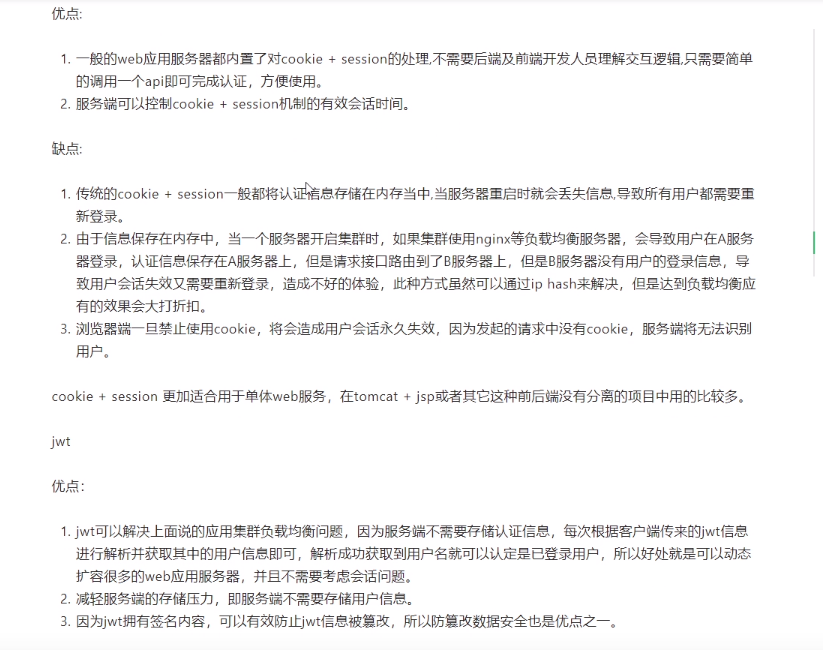 优点:
1. 一般的web应用服务器都内置了对cookie + session的处理,不需要后端及前端开发人员理解交互逻辑,只需要简单
的调用一个api即可完成认证，方便使用。
2. 服务端可以控制cookie + session机制的有效会话时间。
缺点:
1. 传统的cookie + session一般都将认证信息存储在内存当中,当服务器重启时就会丢失信息,导致所有用户都需要重
新登录。
2. 由于信息保存在内存中，当一个服务器开启集群时，如果集群使用nginx等负载均衡服务器，会导致用户在A服务
器登录，认证信息保存在A服务器上，但是请求接口路由到了B服务器上，但是B服务器没有用户的登录信息，导
致用户会话失效又需要重新登录，造成不好的体验，此种方式虽然可以通过ip hash来解决，但是达到负载均衡应
有的效果会大打折扣。
3. 浏览器端一旦禁止使用cookie，将会造成用户会话永久失效，因为发起的请求中没有cookie，服务端将无法识别
用户。
cookie + session 更加适合用于单体web服务，在tomcat + jsp或者其它这种前后端没有分离的项目中用的比较多。
jwt
优点：
1. jwt可以解决上面说的应用集群负载均衡问题，因为服务端不需要存储认证信息，每次根据客户端传来的jwt信息
进行解析并获取其中的用户信息即可，解析成功获取到用户名就可以认定是已登录用户，所以好处就是可以动态
扩容很多的web应用服务器，并且不需要考虑会话问题。
2. 减轻服务端的存储压力，即服务端不需要存储用户信息。
3. 因为jwt拥有签名内容，可以有效防止jwt信息被篡改，所以防篡改数据安全也是优点之一。